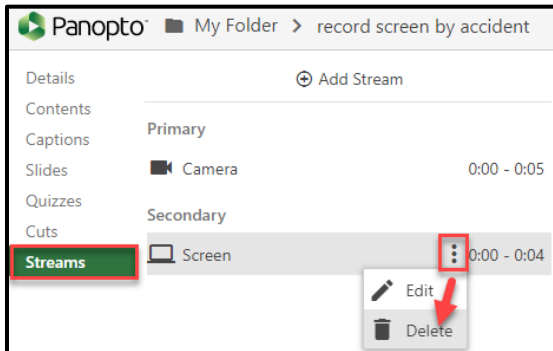 Panopto My Folder > record screen by accident
Details
Contents
Captions
Slides
Quizzes
Cuts
Streams
Add Stream
Primary
Camera 0:00 - 0:05
Secondary
Screen 0:00 - 0:04
Edit
Delete